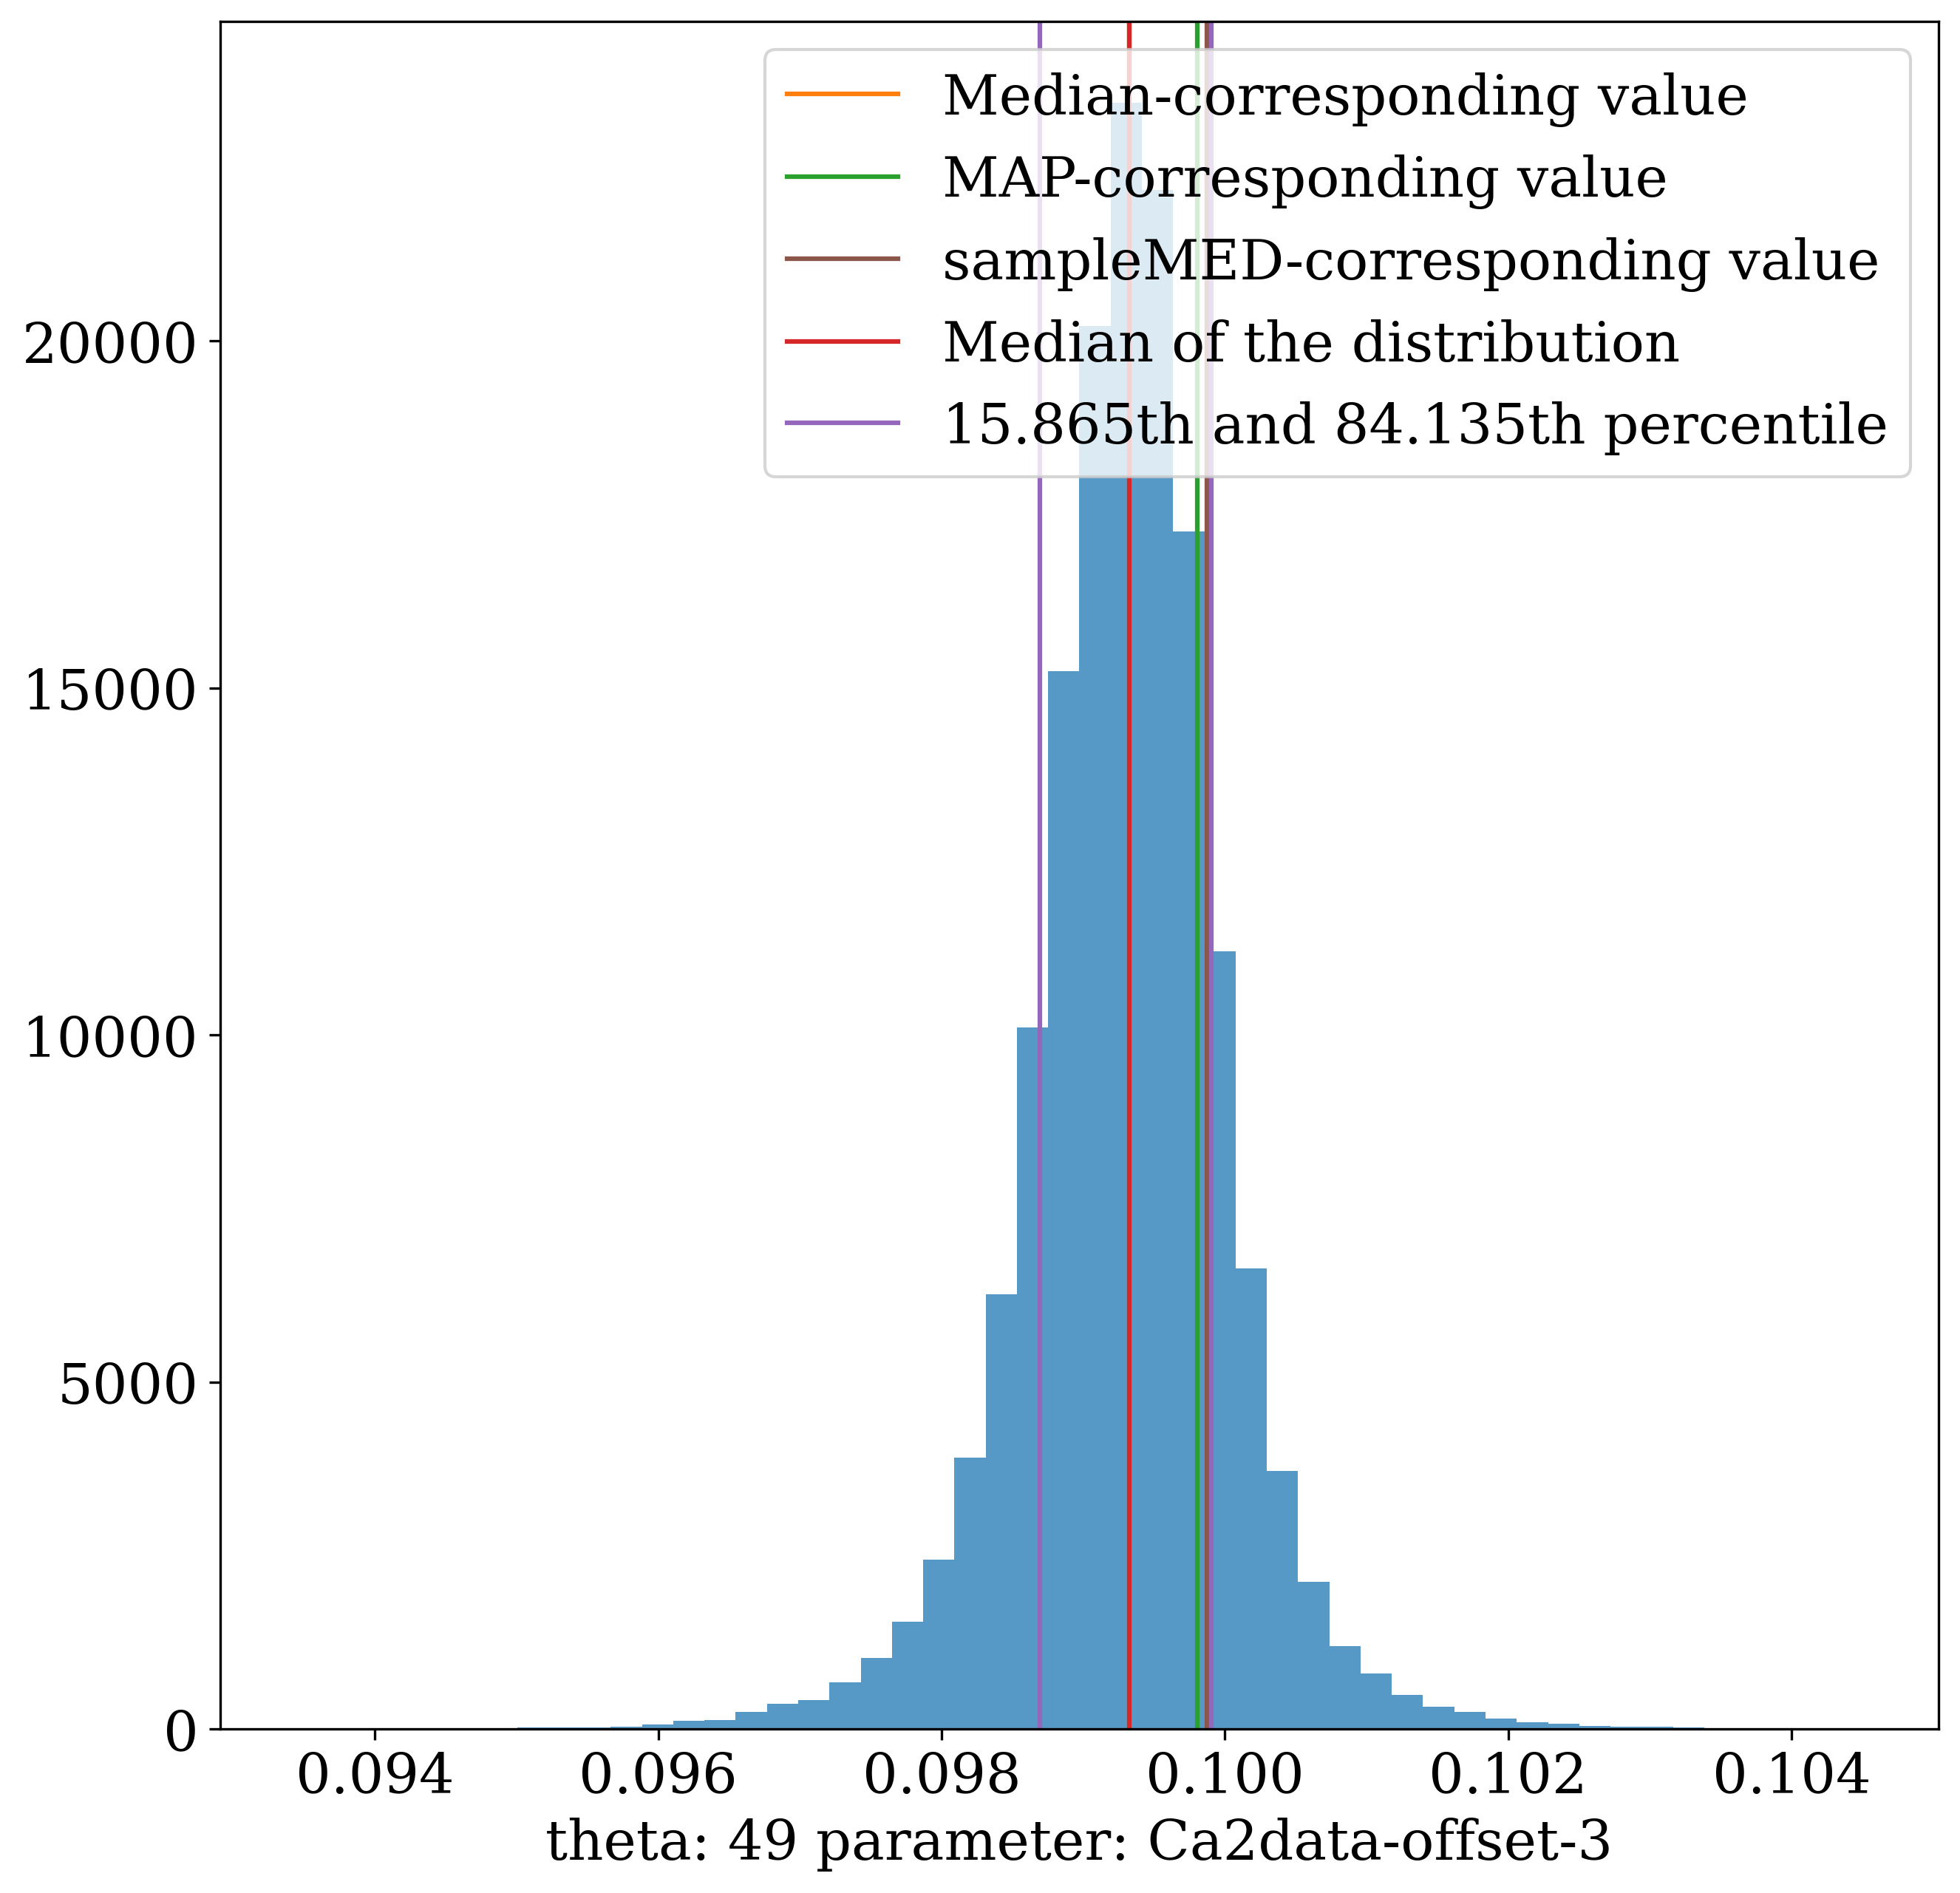 Median-corresponding value
MAP-corresponding value
sampleMED-corresponding value
Median of the distribution
15.865th and 84.135th percentile
20000
15000
10000
5000
0
0.094 0.096 0.098 0.100 0.102 0.104
theta: 49 parameter: Ca2data-offset-3